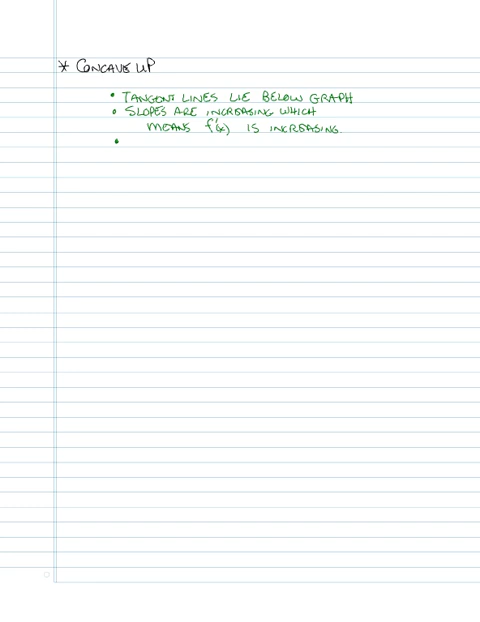 * CONCAVE UP
• TANGENT LINES LIE BELOW GRAPH
• SLOPES ARE INCREASING WHICH
MEANS f'(x) IS INCREASING.
•